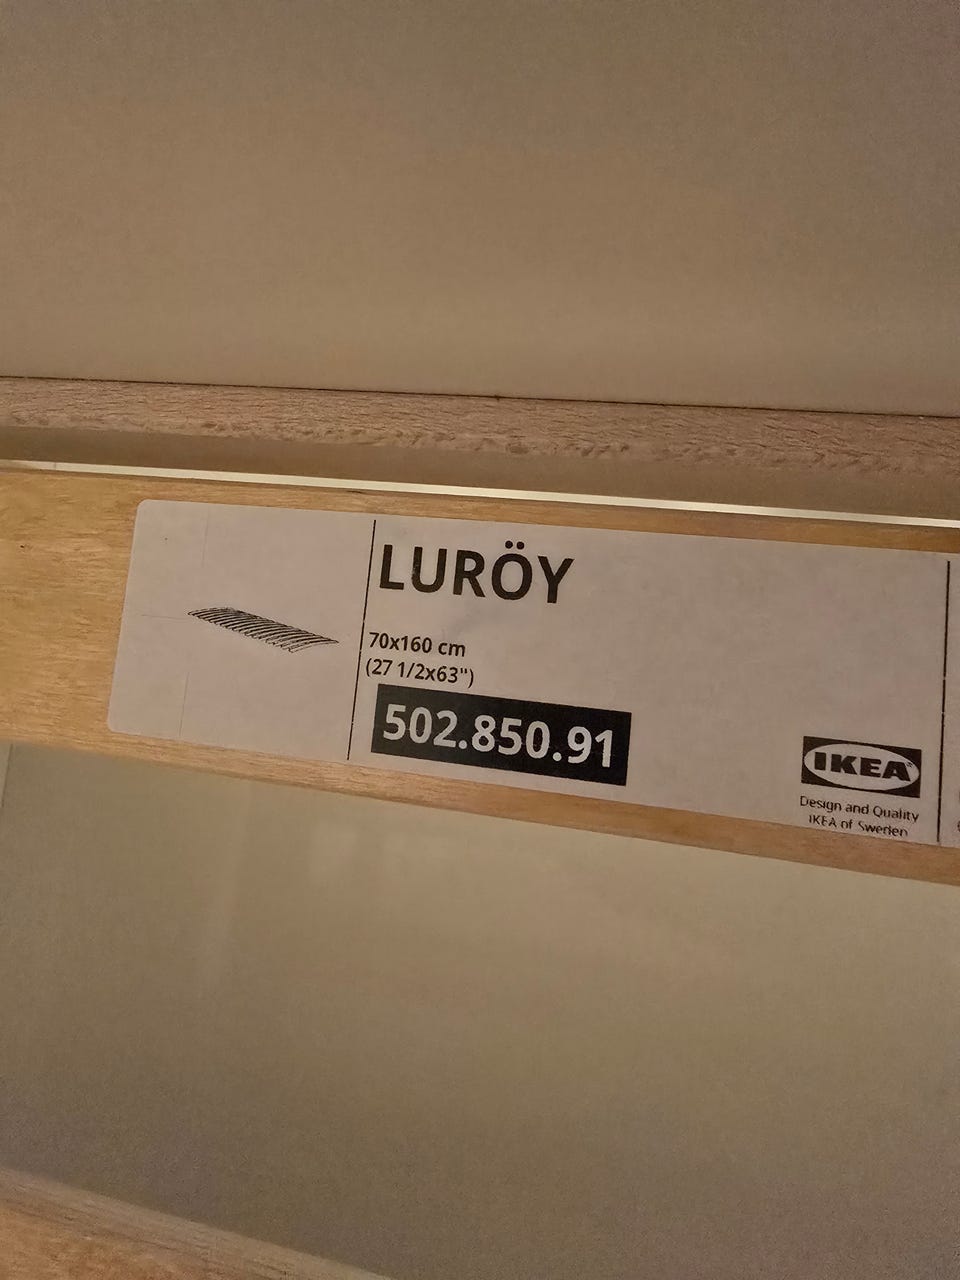 LURÖY
70x160 cm
(27 1/2x63")
502.850.91
IKEA
Design and Quality
IKEA of Sweden